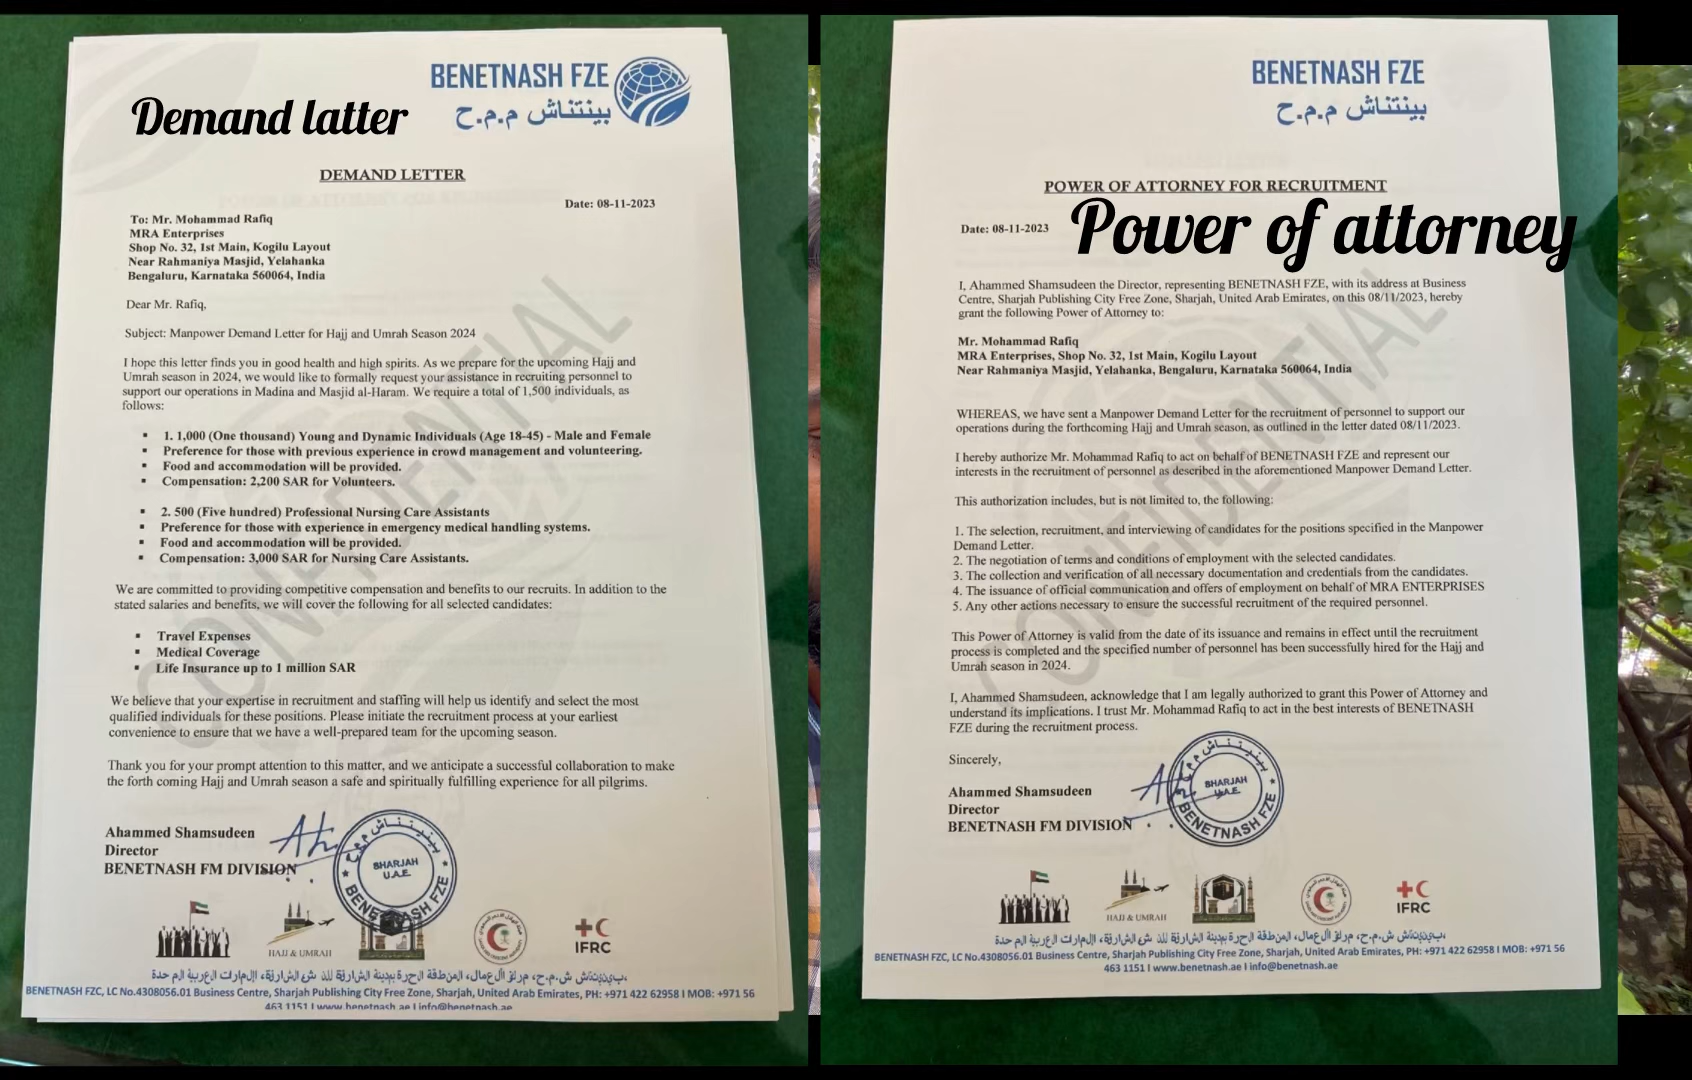 BENETNASH FZE
بينتناش م.م.ح
Demand latter
DEMAND LETTER
Date: 08-11-2023
To: Mr. Mohammad Rafiq
MRA Enterprises
Shop No. 32, 1st Main, Kogilu Layout
Near Rahmaniya Masjid, Yelahanka
Bengaluru, Karnataka 560064, India
Dear Mr. Rafiq,
Subject: Manpower Demand Letter for Hajj and Umrah Season 2024
I hope this letter finds you in good health and high spirits. As we prepare for the upcoming Hajj and
Umrah season in 2024, we would like to formally request your assistance in recruiting personnel to
support our operations in Madina and Masjid al-Haram. We require a total of 1,500 individuals, as
follows:
▪ 1. 1,000 (One thousand) Young and Dynamic Individuals (Age 18-45) - Male and Female
▪ Preference for those with previous experience in crowd management and volunteering.
▪ Food and accommodation will be provided.
▪ Compensation: 2,200 SAR for Volunteers.
▪ 2. 500 (Five hundred) Professional Nursing Care Assistants
▪ Preference for those with experience in emergency medical handling systems.
▪ Food and accommodation will be provided.
▪ Compensation: 3,000 SAR for Nursing Care Assistants.
We are committed to providing competitive compensation and benefits to our recruits. In addition to the
stated salaries and benefits, we will cover the following for all selected candidates:
▪ Travel Expenses
▪ Medical Coverage
▪ Life Insurance up to 1 million SAR
We believe that your expertise in recruitment and staffing will help us identify and select the most
qualified individuals for these positions. Please initiate the recruitment process at your earliest
convenience to ensure that we have a well-prepared team for the upcoming season.
Thank you for your prompt attention to this matter, and we anticipate a successful collaboration to make
the forth coming Hajj and Umrah season a safe and spiritually fulfilling experience for all pilgrims.
Ahammed Shamsudeen
Director
BENETNASH FM DIVISION
بينتناش م.م.ح
SHARJAH
U.A.E.
BENETNASH FZE
CONFIDENTIAL
HAJJ & UMRAH
IFRC
BENETNASH FZC, LC No.4308056.01 Business Centre, Sharjah Publishing City Free Zone, Sharjah, United Arab Emirates, PH: +971 422 62958 I MOB: +971 56
463 1151 I www.benetnash.ae I info@benetnash.ae
BENETNASH FZE
بينتناش م.م.ح
POWER OF ATTORNEY FOR RECRUITMENT
Power of attorney
Date: 08-11-2023
I, Ahammed Shamsudeen the Director, representing BENETNASH FZE, with its address at Business
Centre, Sharjah Publishing City Free Zone, Sharjah, United Arab Emirates, on this 08/11/2023, hereby
grant the following Power of Attorney to:
Mr. Mohammad Rafiq
MRA Enterprises, Shop No. 32, 1st Main, Kogilu Layout
Near Rahmaniya Masjid, Yelahanka, Bengaluru, Karnataka 560064, India
WHEREAS, we have sent a Manpower Demand Letter for the recruitment of personnel to support our
operations during the forthcoming Hajj and Umrah season, as outlined in the letter dated 08/11/2023.
I hereby authorize Mr. Mohammad Rafiq to act on behalf of BENETNASH FZE and represent our
interests in the recruitment of personnel as described in the aforementioned Manpower Demand Letter.
This authorization includes, but is not limited to, the following:
1. The selection, recruitment, and interviewing of candidates for the positions specified in the Manpower
Demand Letter.
2. The negotiation of terms and conditions of employment with the selected candidates.
3. The collection and verification of all necessary documentation and credentials from the candidates.
4. The issuance of official communication and offers of employment on behalf of MRA ENTERPRISES
5. Any other actions necessary to ensure the successful recruitment of the required personnel.
This Power of Attorney is valid from the date of its issuance and remains in effect until the recruitment
process is completed and the specified number of personnel has been successfully hired for the Hajj and
Umrah season in 2024.
I, Ahammed Shamsudeen, acknowledge that I am legally authorized to grant this Power of Attorney and
understand its implications. I trust Mr. Mohammad Rafiq to act in the best interests of BENETNASH
FZE during the recruitment process.
Sincerely,
Ahammed Shamsudeen
Director
BENETNASH FM DIVISION
بينتناش م.م.ح
SHARJAH
U.A.E.
BENETNASH FZE
CONFIDENTIAL
HAJJ & UMRAH
IFRC
BENETNASH FZC, LC No.4308056.01 Business Centre, Sharjah Publishing City Free Zone, Sharjah, United Arab Emirates, PH: +971 422 62958 I MOB: +971 56
463 1151 I www.benetnash.ae I info@benetnash.ae